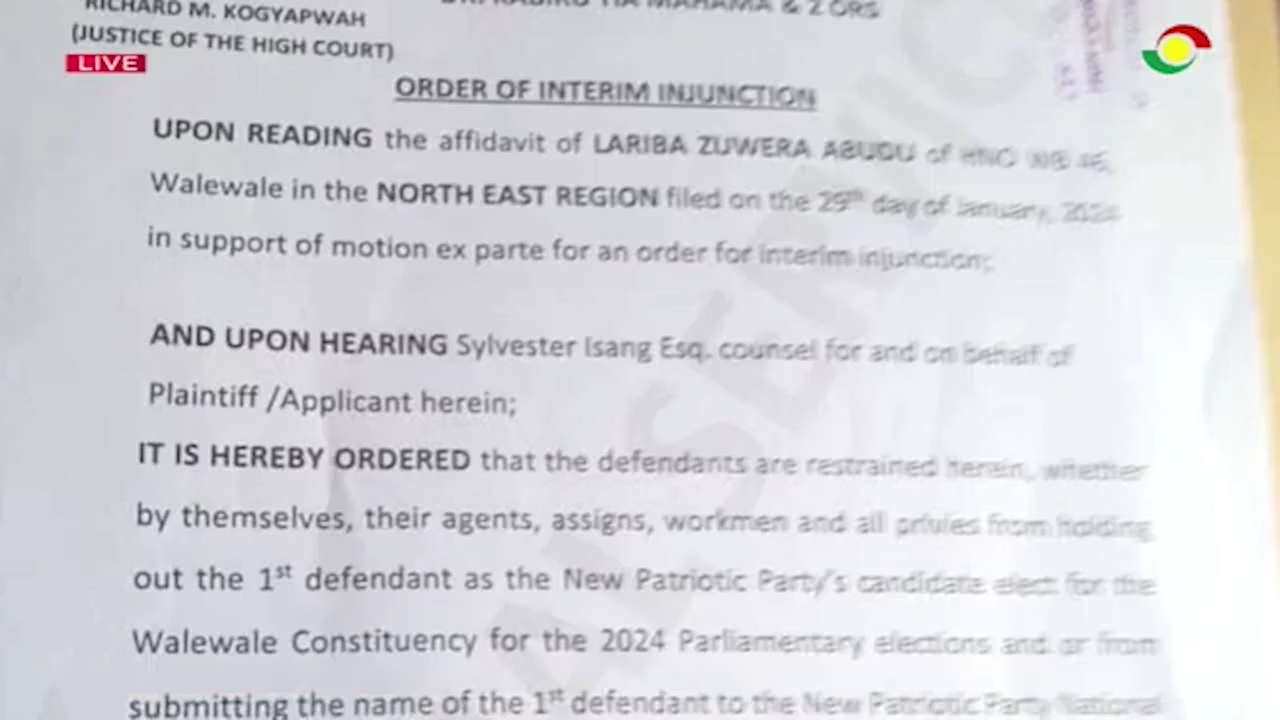 RICHARD M. KOGYAPWAH
MAHAMA & 2 ORS
(JUSTICE OF THE HIGH COURT)
LIVE
ORDER OF INTERIM INJUNCTION
UPON READING the affidavit of LARIBA ZUWERA ABUDU of
Walewale in the NORTH EAST REGION filed on the 29th day of January, 2024
in support of motion ex parte for an order for interim injunction;
AND UPON HEARING Sylvester Isang Esq. counsel for and on behalf of
Plaintiff /Applicant herein;
IT IS HEREBY ORDERED that the defendants are restrained herein, whether
by themselves, their agents, assigns, workmen and all privies from holding
out the 1st defendant as the New Patriotic Party's candidate elect for the
Walewale Constituency for the 2024 Parliamentary elections and or from
submitting the name of the 1st defendant to the New Patriotic Party National